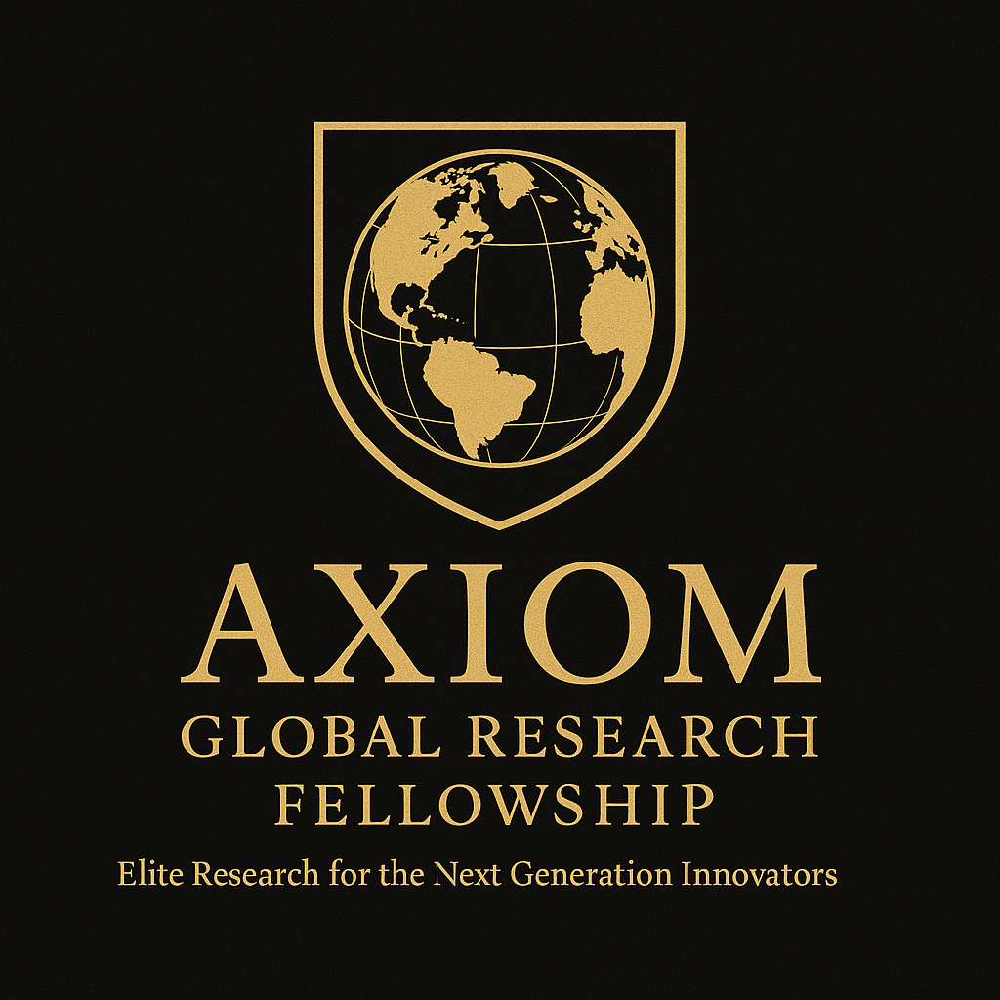 AXIOM
GLOBAL RESEARCH
FELLOWSHIP
Elite Research for the Next Generation Innovators